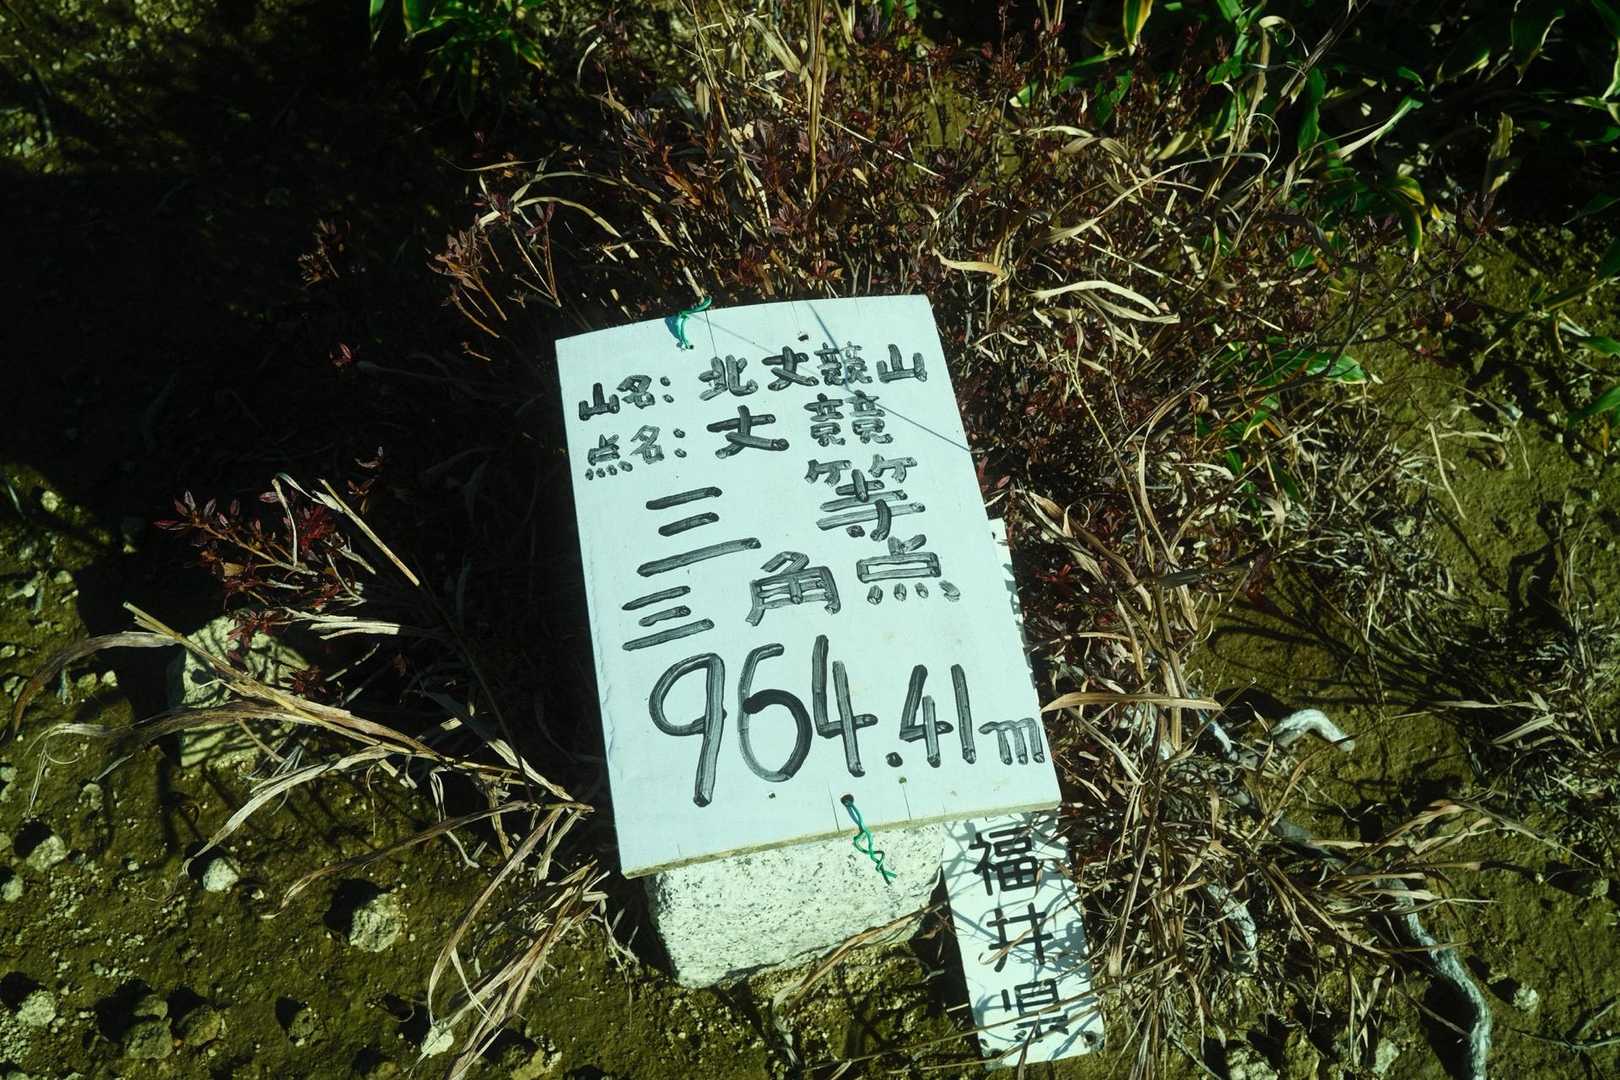 山名: 北丈競山
点名: 丈競
三等
三角点
964.41m
福井県